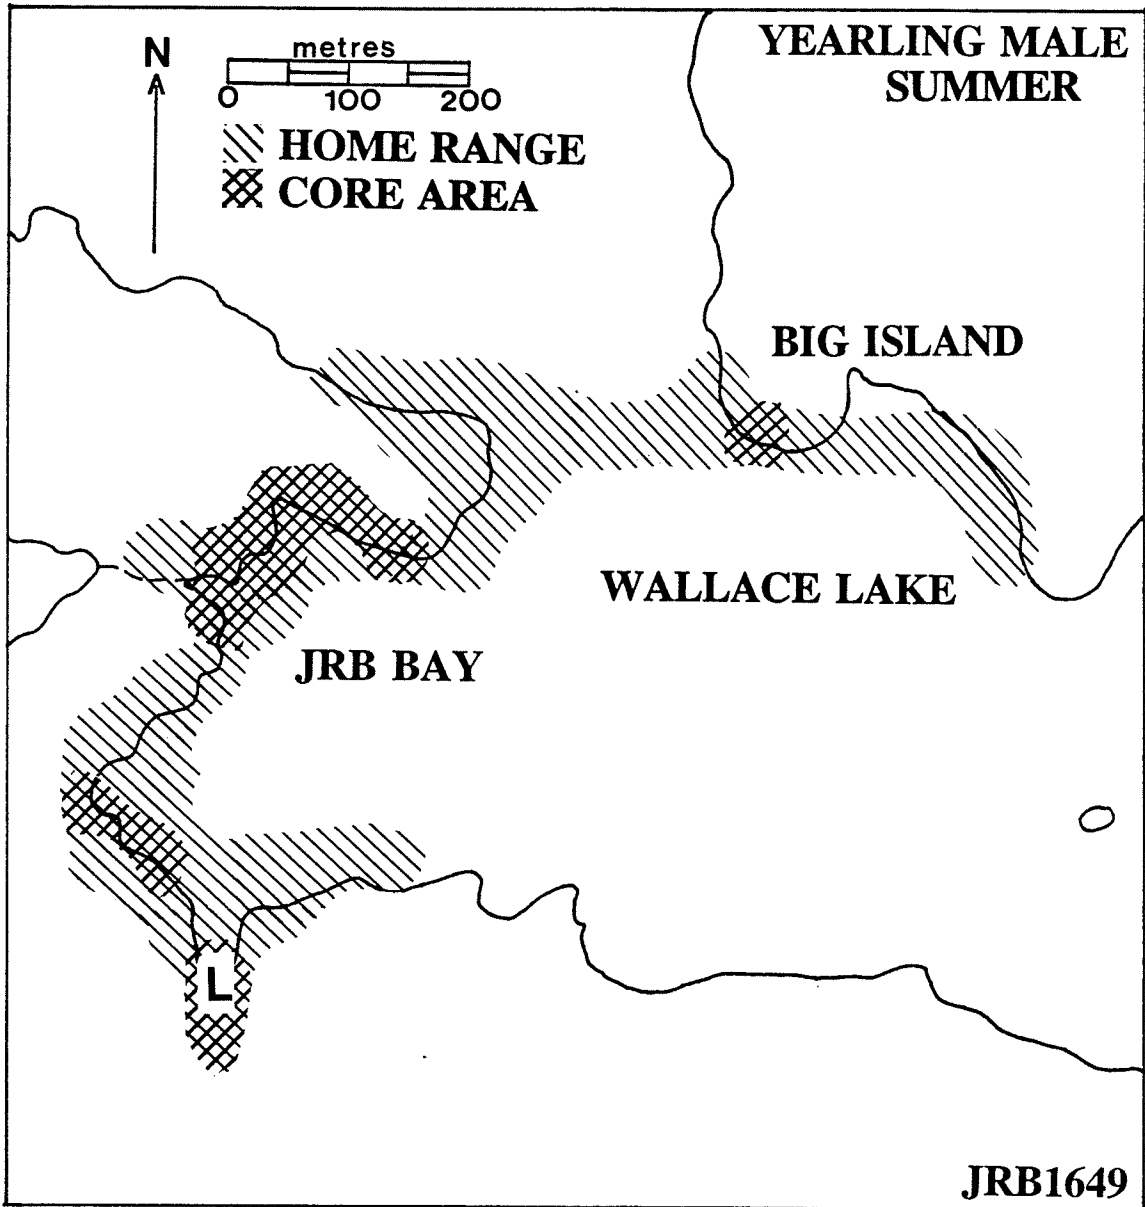 YEARLING MALE
SUMMER
N
metres
0 100 200
HOME RANGE
CORE AREA
BIG ISLAND
WALLACE LAKE
JRB BAY
L
JRB1649